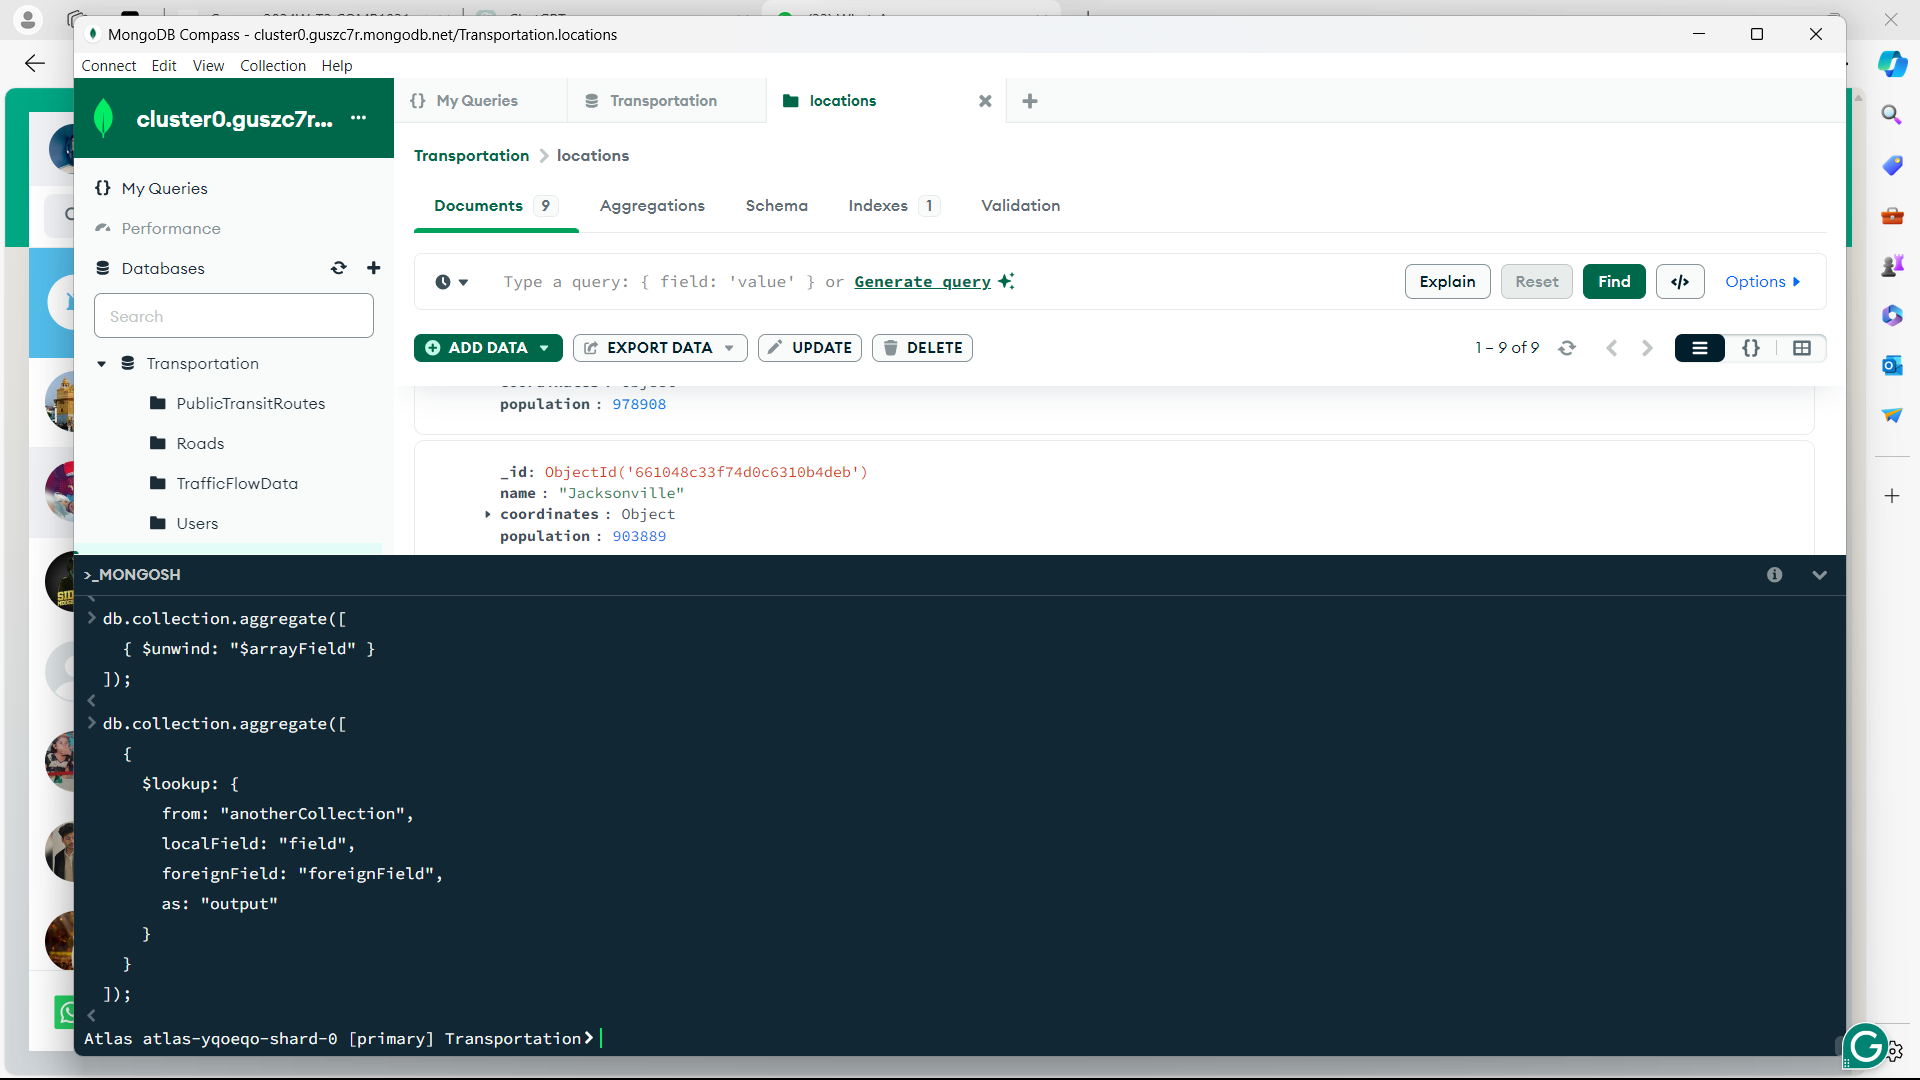 MongoDB Compass - cluster0.guszc7r.mongodb.net/Transportation.locations
Connect Edit View Collection Help
cluster0.guszc7r... ···
{} My Queries
Transportation
locations
Transportation > locations
My Queries
Performance
Databases
Search
Transportation
PublicTransitRoutes
Roads
TrafficFlowData
Users
Documents 9
Aggregations
Schema
Indexes 1
Validation
Type a query: { field: 'value' } or Generate query
Explain
Reset
Find
</>
Options
ADD DATA
EXPORT DATA
UPDATE
DELETE
1 – 9 of 9
{}
population : 978908
_id: ObjectId('661048c33f74d0c6310b4deb')
name : "Jacksonville"
coordinates : Object
population : 903889
>_MONGOSH
> db.collection.aggregate([
{ $unwind: "$arrayField" }
]);
<
> db.collection.aggregate([
{
$lookup: {
from: "anotherCollection",
localField: "field",
foreignField: "foreignField",
as: "output"
}
}
]);
<
Atlas atlas-yqoeqo-shard-0 [primary] Transportation>